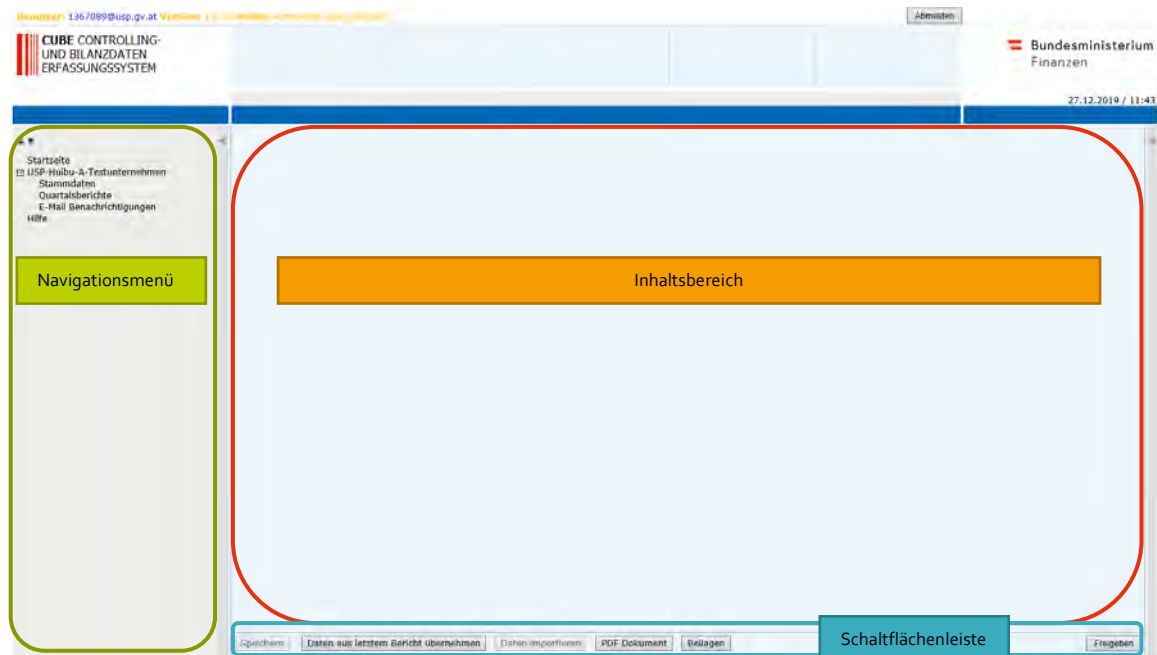 Benutzer: 1367089@usp.gv.at Version
Abmelden
CUBE CONTROLLING-
UND BILANZDATEN
ERFASSUNGSSYSTEM
Bundesministerium
Finanzen
27.12.2019 / 11:43
Startseite
USP-Huibu-A-Testunternehmen
Stammdaten
Quartalsberichte
E-Mail Benachrichtigungen
Hilfe
Navigationsmenü
Inhaltsbereich
Schaltflächenleiste
Speichern Daten aus letztem Bericht übernehmen Daten importieren PDF Dokument Beilagen Freigeben